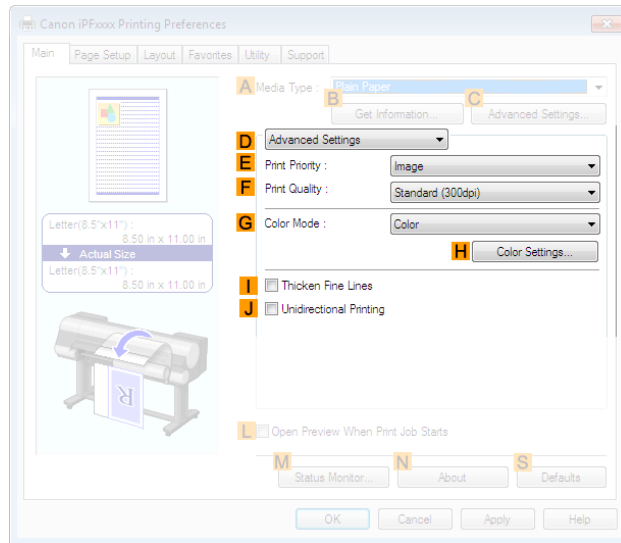 Canon iPFxxxx Printing Preferences
Main Page Setup Layout Favorites Utility Support
A Media Type : Plain Paper
B C
Get Information... Advanced Settings...
D Advanced Settings
E Print Priority : Image
F Print Quality : Standard (300dpi)
G Color Mode : Color
H Color Settings...
I Thicken Fine Lines
J Unidirectional Printing
Letter(8.5"x11") :
8.50 in x 11.00 in
Actual Size
Letter(8.5"x11") :
8.50 in x 11.00 in
R
L Open Preview When Print Job Starts
M N S
Status Monitor... About Defaults
OK Cancel Apply Help